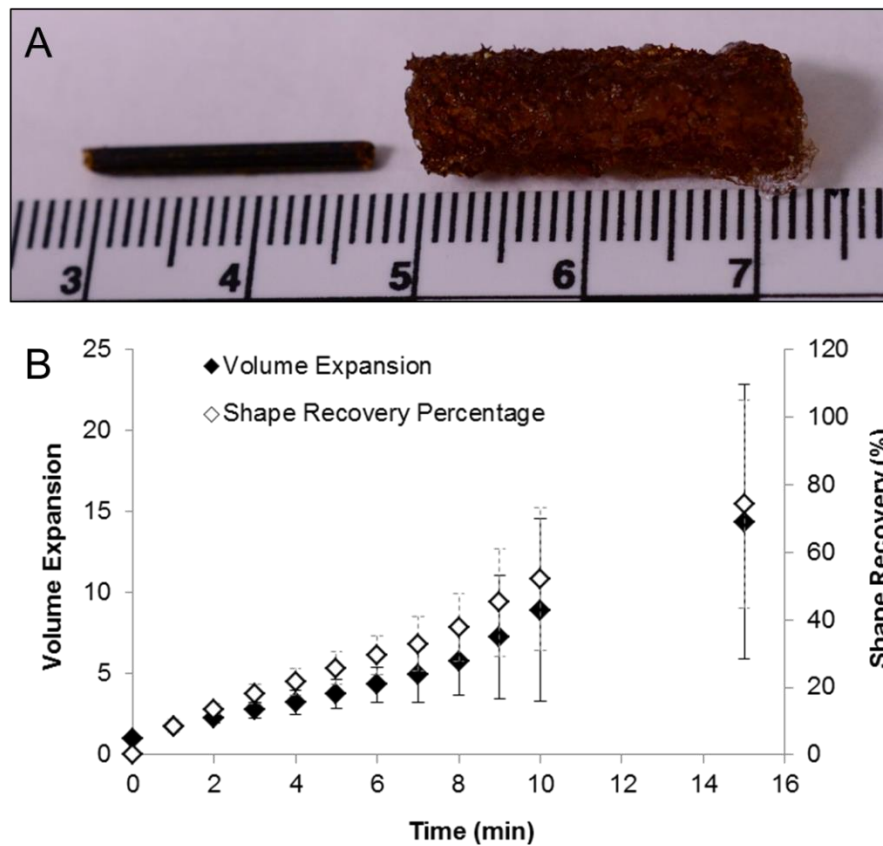 A
3 4 5 6 7
B
Volume Expansion
Shape Recovery Percentage
25
20
15
10
5
0
Volume Expansion
120
100
80
60
40
20
0
Shape Recovery (%)
0 2 4 6 8 10 12 14 16
Time (min)